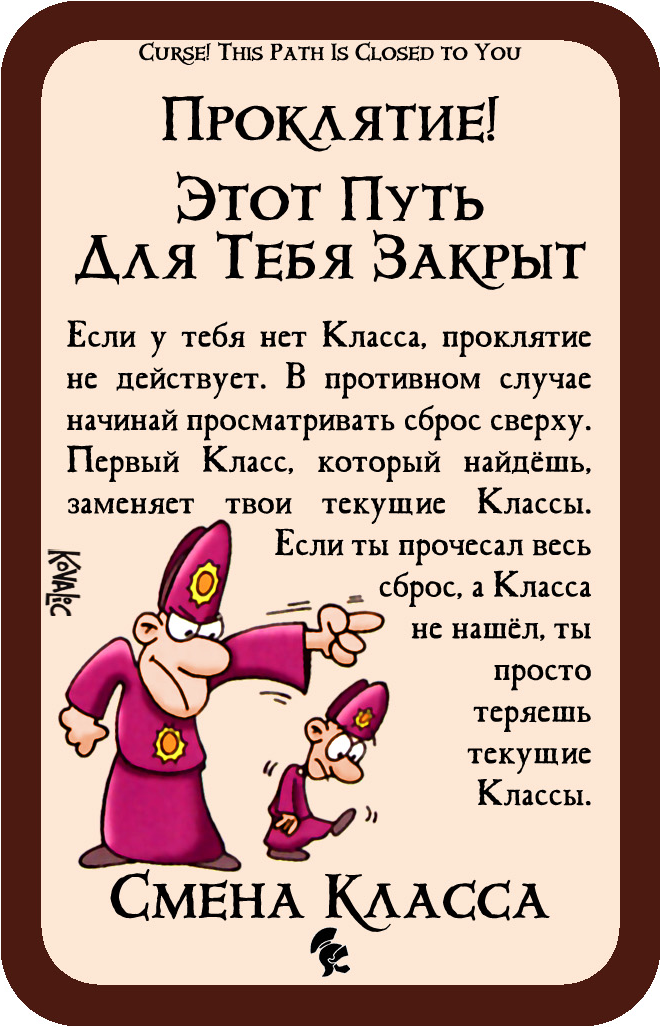 Curse! This Path Is Closed to You
Проклятие!
Этот Путь
Для Тебя Закрыт
Если у тебя нет Класса, проклятие
не действует. В противном случае
начинай просматривать сброс сверху.
Первый Класс, который найдёшь,
заменяет твои текущие Классы.
Если ты прочесал весь
сброс, а Класса
не нашёл, ты
просто
теряешь
текущие
Классы.
Kovalic
Смена Класса